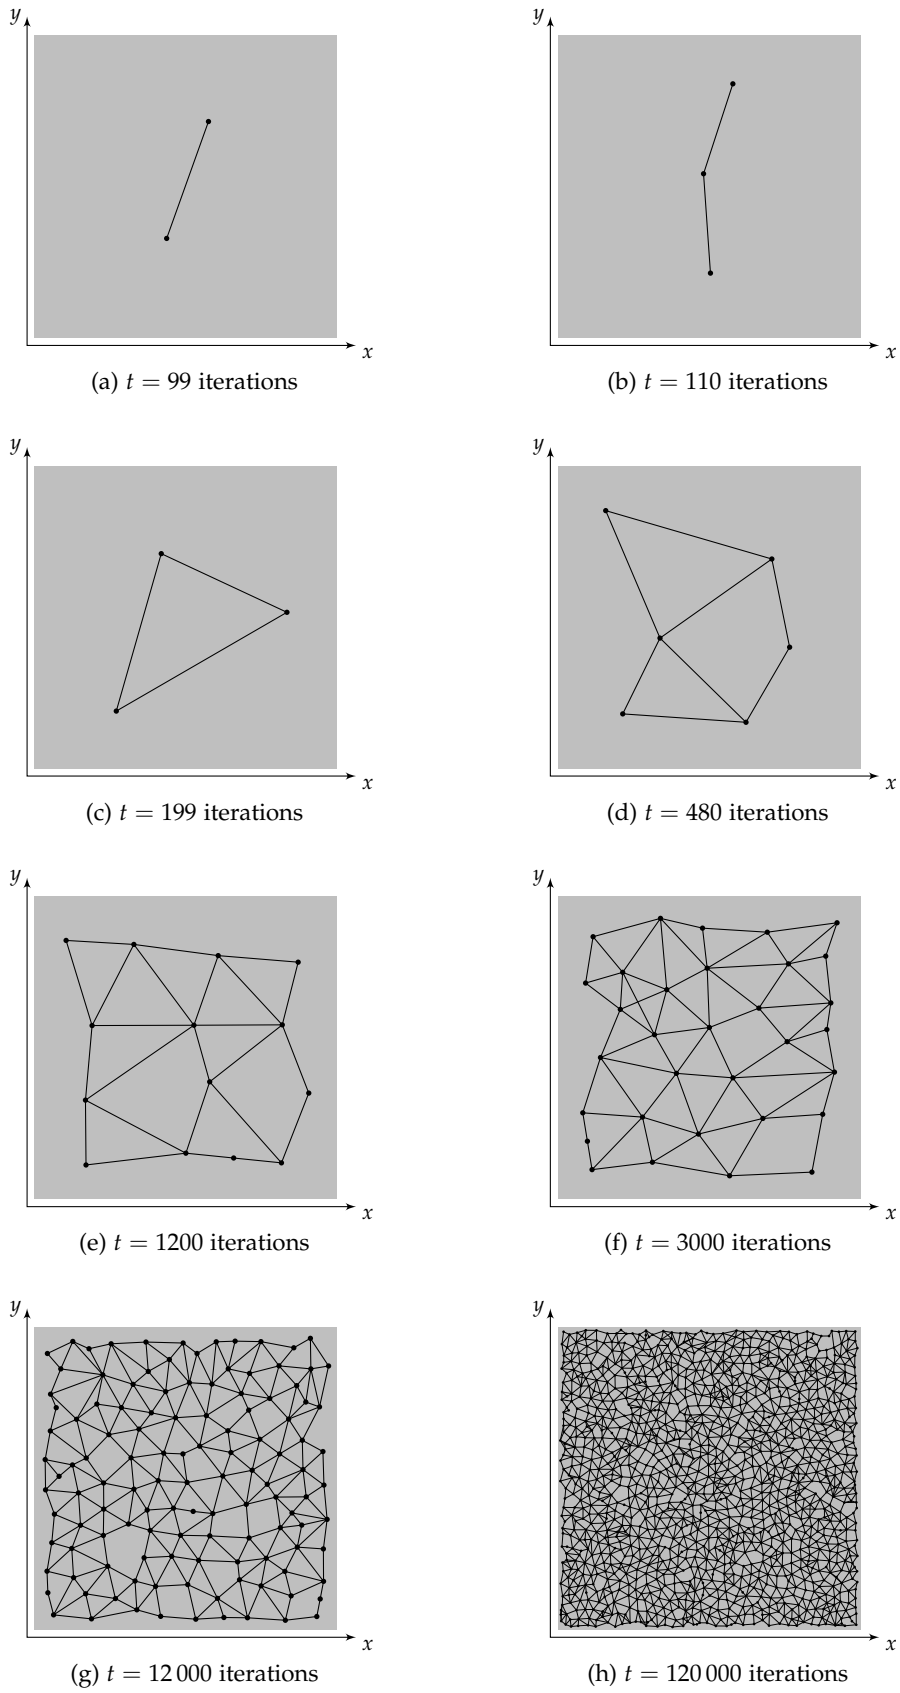 y y
x x
(a) t = 99 iterations (b) t = 110 iterations
y y
x x
(c) t = 199 iterations (d) t = 480 iterations
y y
x x
(e) t = 1200 iterations (f) t = 3000 iterations
y y
x x
(g) t = 12 000 iterations (h) t = 120 000 iterations